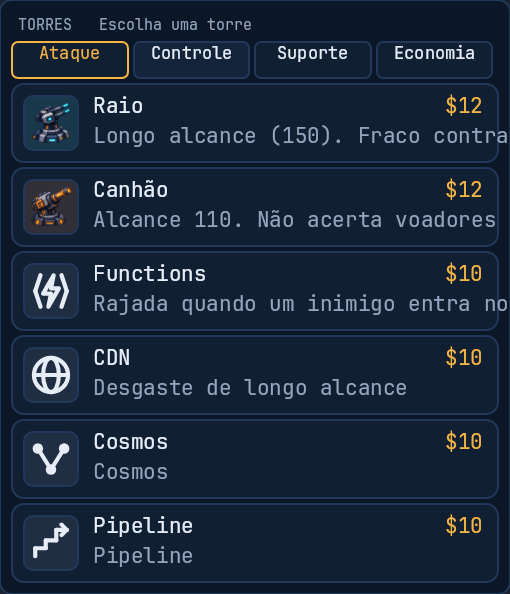 TORRES Escolha uma torre
Ataque Controle Suporte Economia
Raio $12
Longo alcance (150). Fraco contra
Canhão $12
Alcance 110. Não acerta voadores
Functions $10
Rajada quando um inimigo entra no
CDN $10
Desgaste de longo alcance
Cosmos $10
Cosmos
Pipeline $10
Pipeline